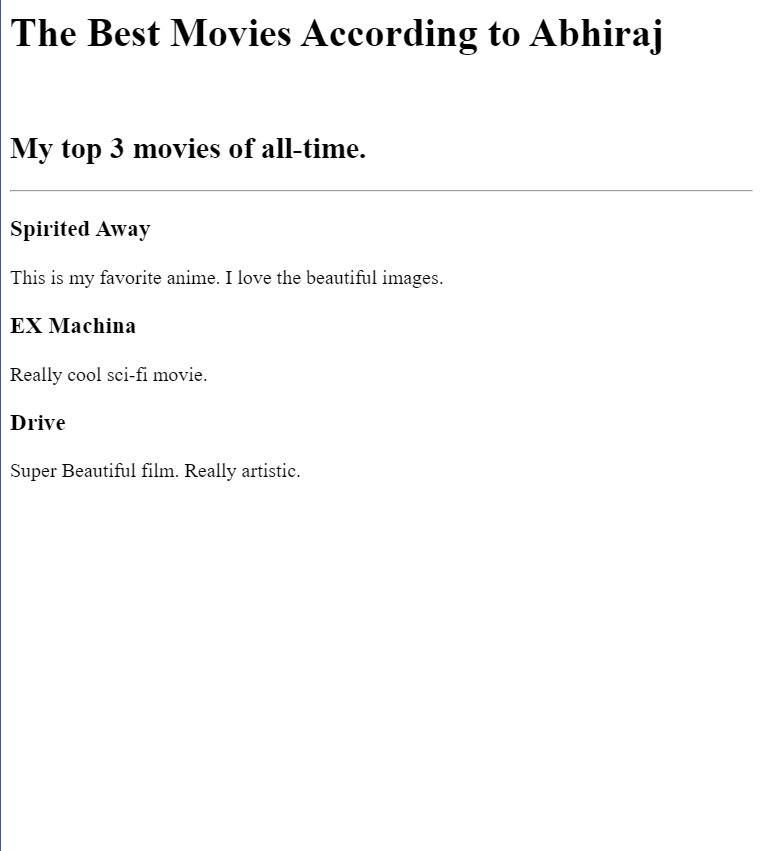 The Best Movies According to Abhiraj
My top 3 movies of all-time.
Spirited Away
This is my favorite anime. I love the beautiful images.
EX Machina
Really cool sci-fi movie.
Drive
Super Beautiful film. Really artistic.